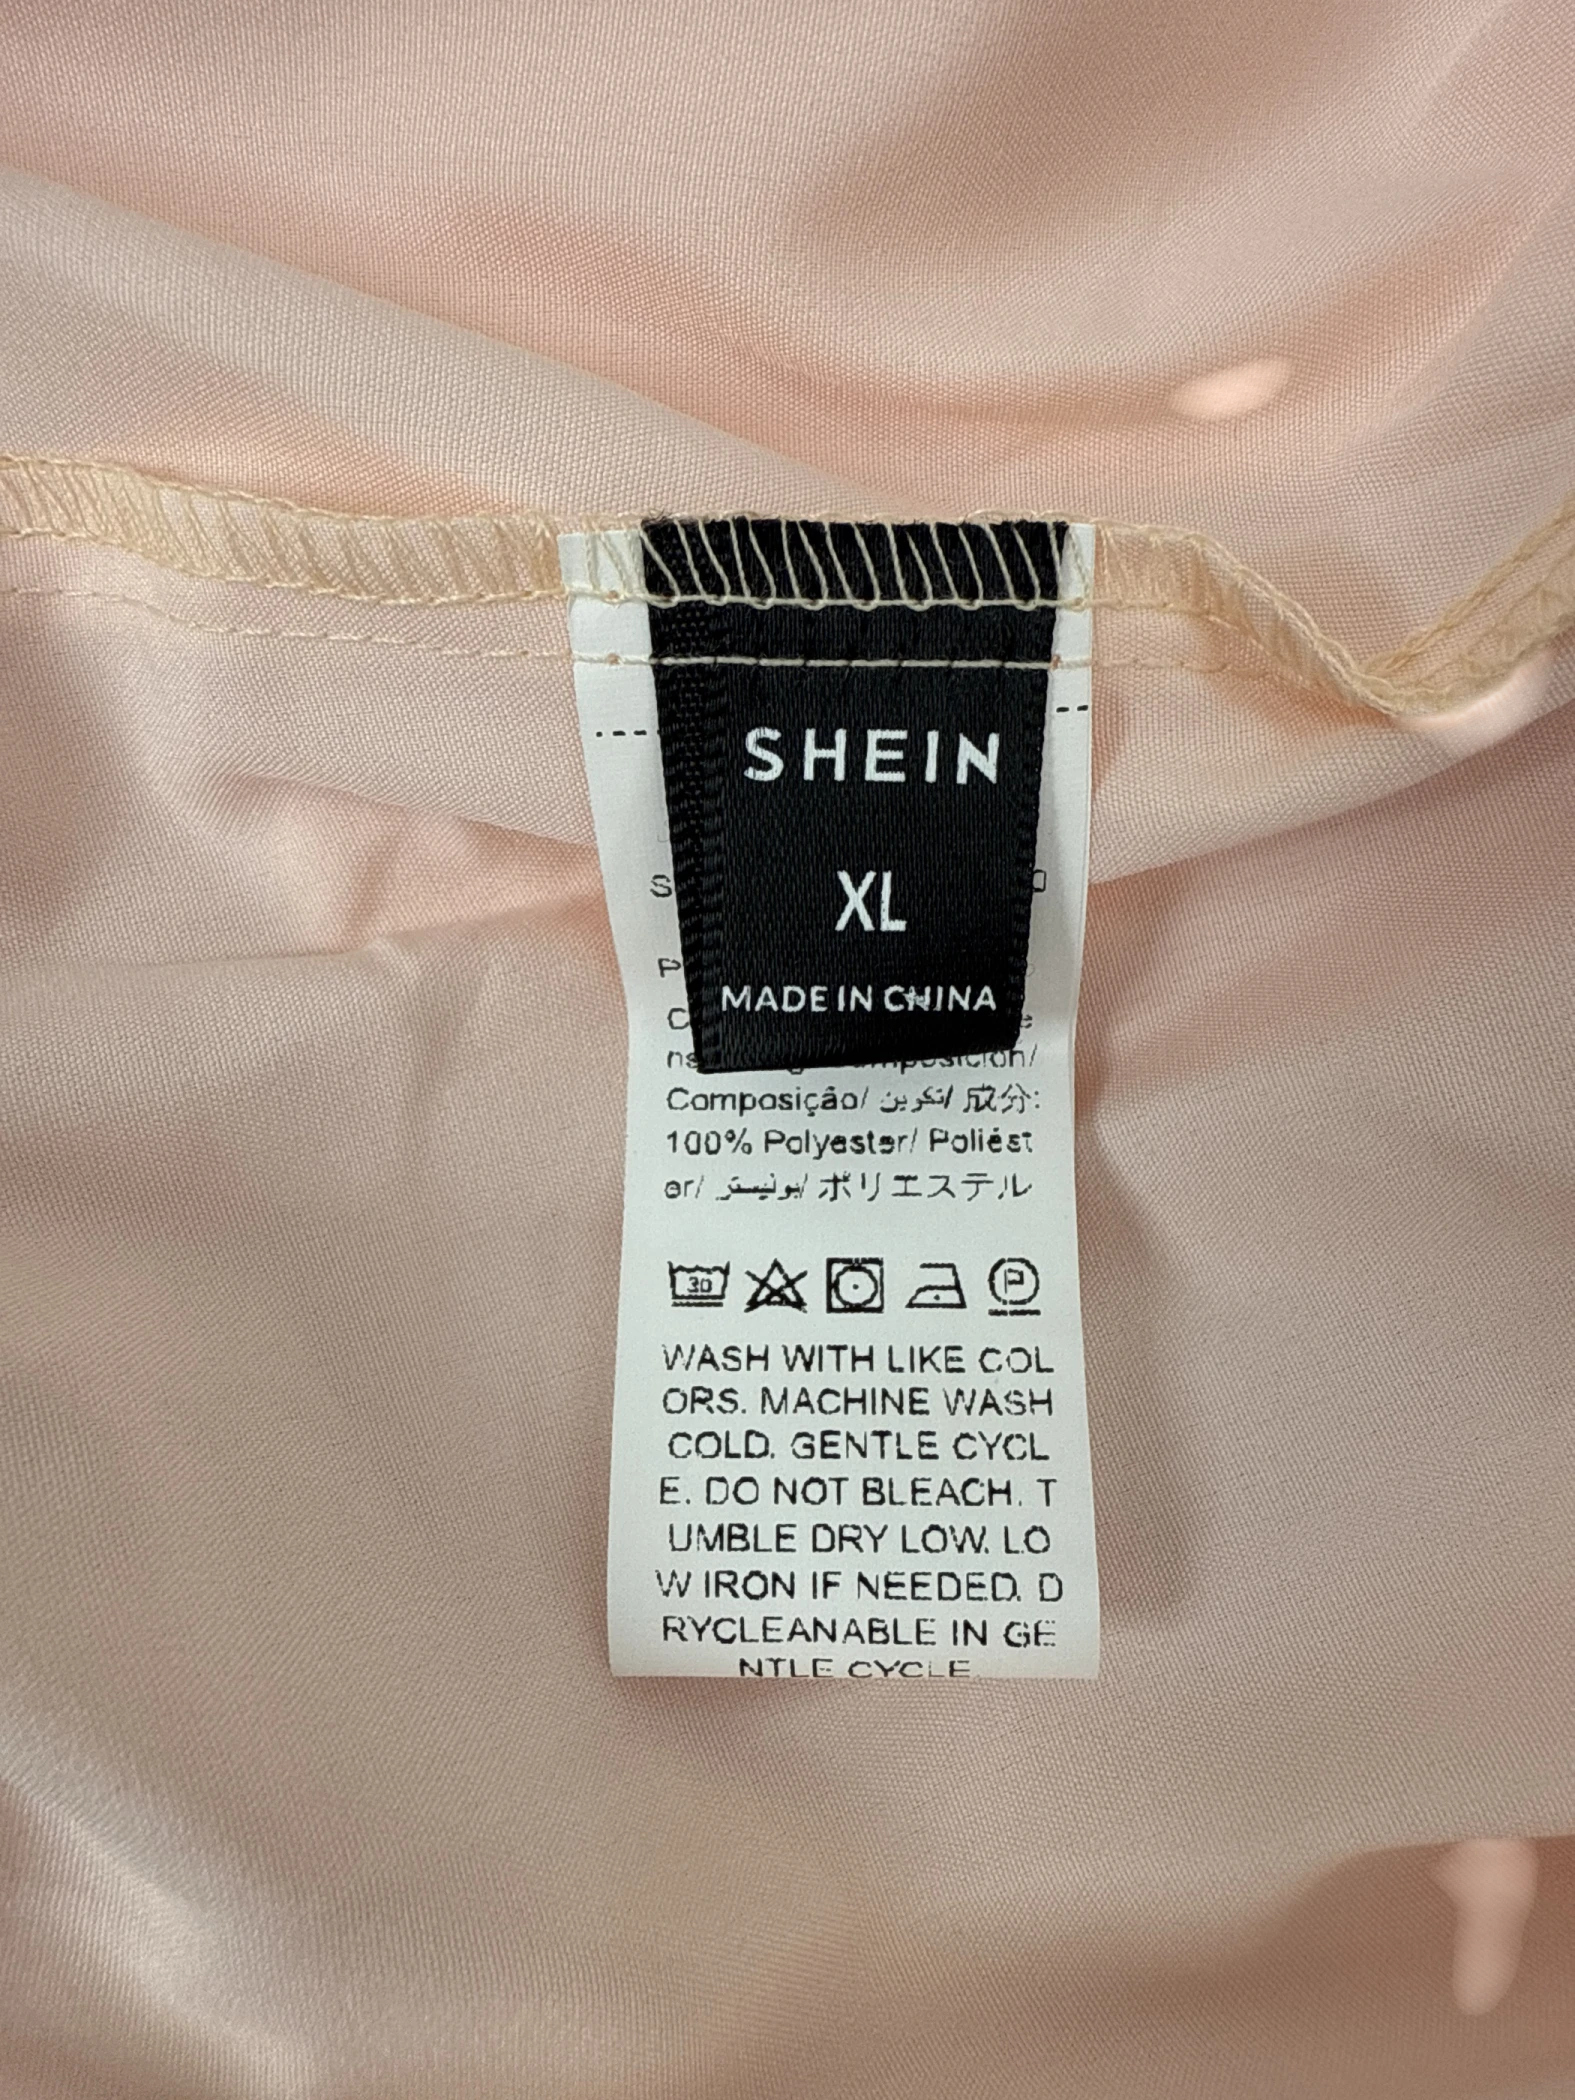 SHEIN
XL
MADE IN CHINA
Composição/ تكوين/ 成分:
100% Polyester/ Poliést
er/ بوليستر/ ポリエステル
30
P
WASH WITH LIKE COL
ORS. MACHINE WASH
COLD. GENTLE CYCL
E. DO NOT BLEACH. T
UMBLE DRY LOW. LO
W IRON IF NEEDED. D
RYCLEANABLE IN GE
NTLE CYCLE.